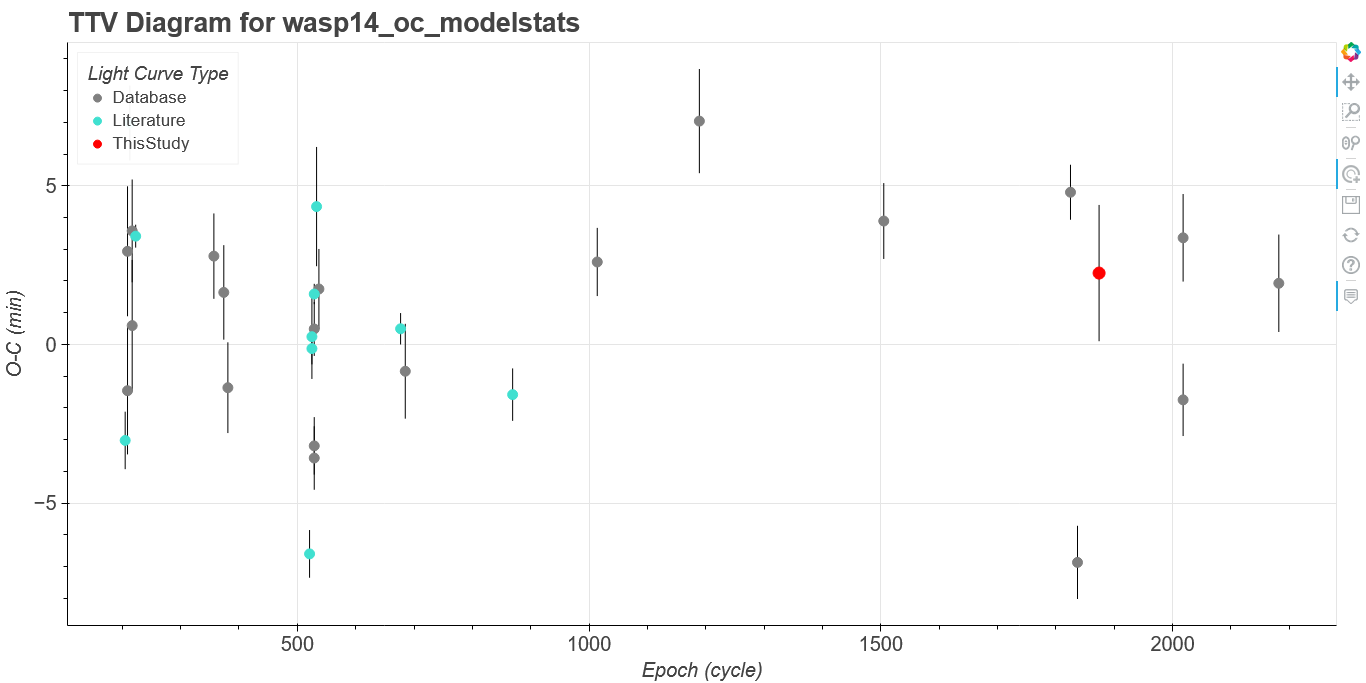 TTV Diagram for wasp14_oc_modelstats
Light Curve Type
Database
Literature
ThisStudy
5
0
−5
O-C (min)
500
1000
1500
2000
Epoch (cycle)